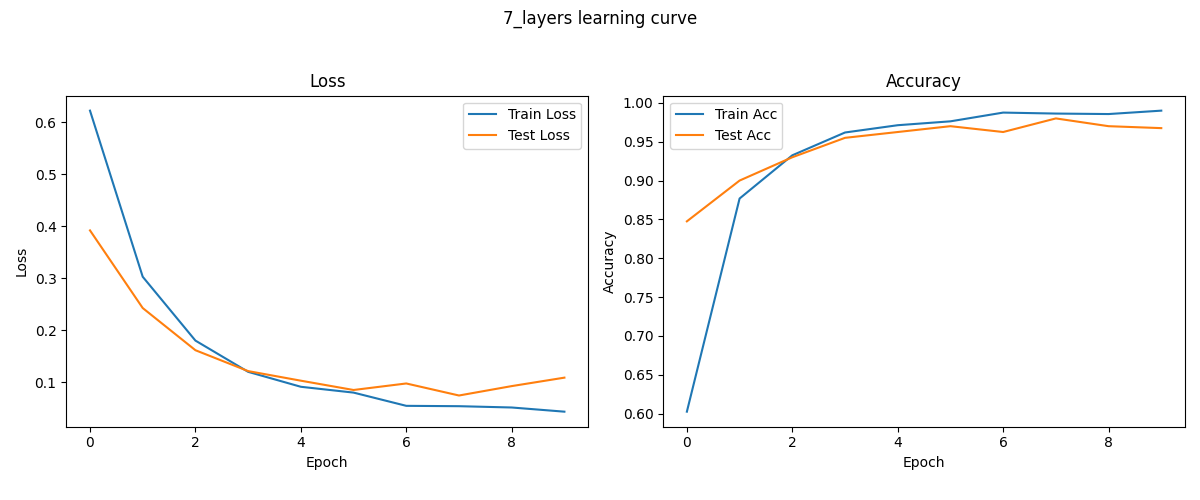 7_layers learning curve
Loss
Train Loss
Test Loss
0.6
0.5
0.4
0.3
0.2
0.1
Loss
0
2
4
6
8
Epoch
Accuracy
Train Acc
Test Acc
1.00
0.95
0.90
0.85
0.80
0.75
0.70
0.65
0.60
Accuracy
0
2
4
6
8
Epoch